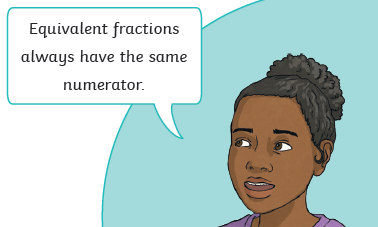 Equivalent fractions
always have the same
numerator.